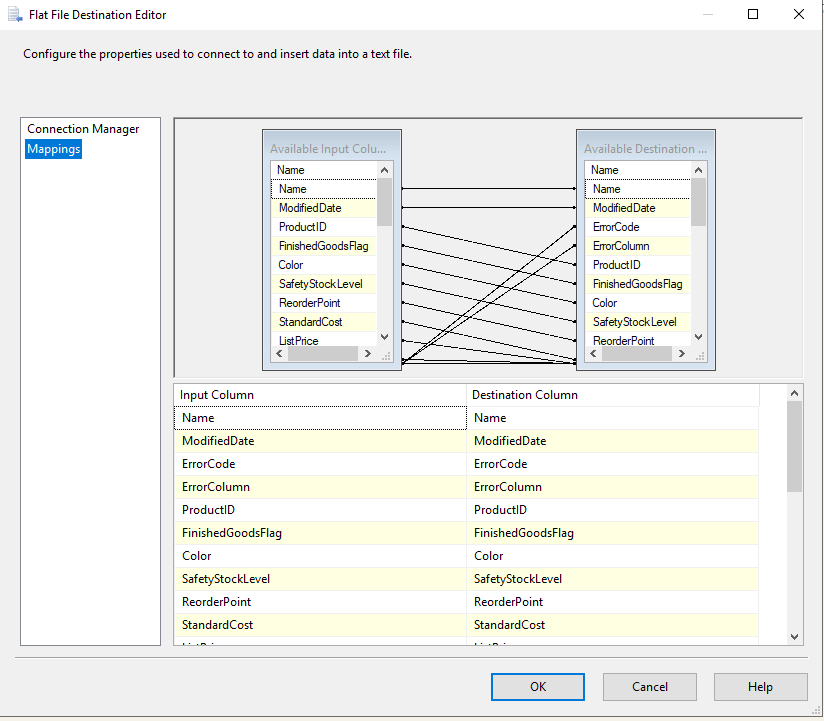 Flat File Destination Editor
Configure the properties used to connect to and insert data into a text file.
Connection Manager
Mappings
Available Input Colu...
Name
Name
ModifiedDate
ProductID
FinishedGoodsFlag
Color
SafetyStockLevel
ReorderPoint
StandardCost
ListPrice
Available Destination ...
Name
Name
ModifiedDate
ErrorCode
ErrorColumn
ProductID
FinishedGoodsFlag
Color
SafetyStockLevel
ReorderPoint
Input Column Destination Column
Name Name
ModifiedDate ModifiedDate
ErrorCode ErrorCode
ErrorColumn ErrorColumn
ProductID ProductID
FinishedGoodsFlag FinishedGoodsFlag
Color Color
SafetyStockLevel SafetyStockLevel
ReorderPoint ReorderPoint
StandardCost StandardCost
OK Cancel Help